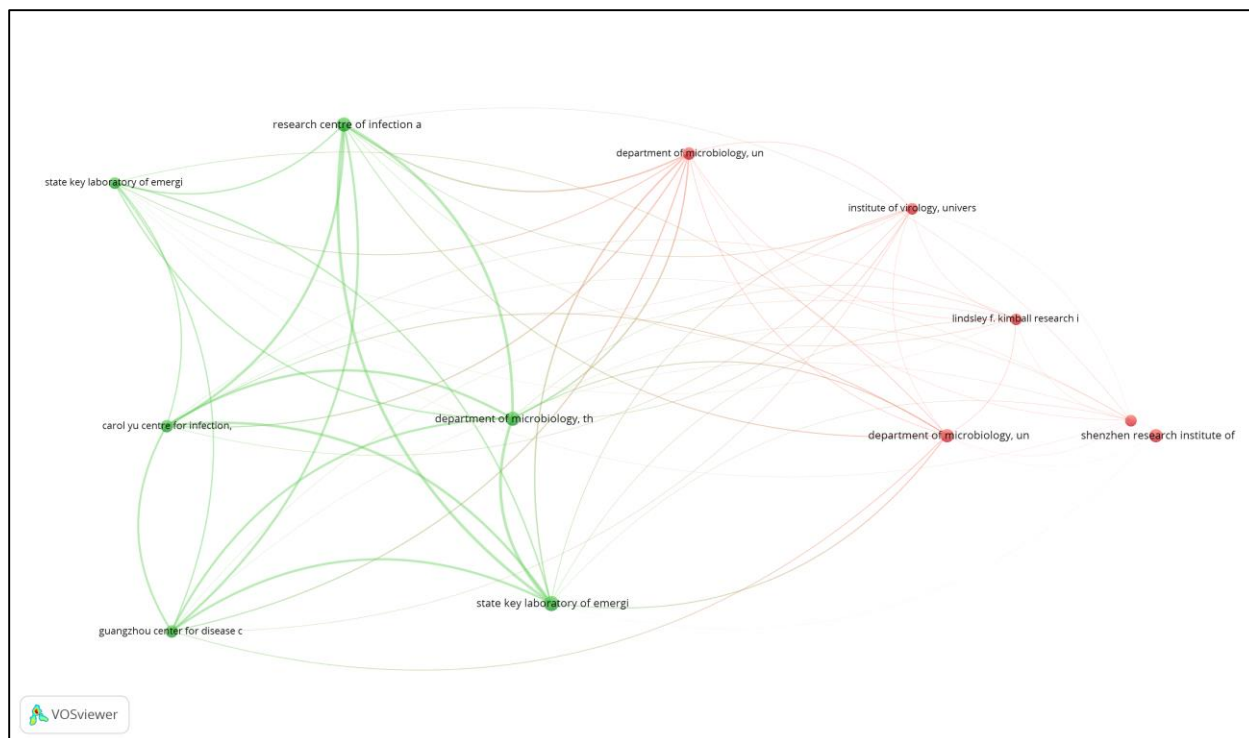 research centre of infection a
department of microbiology, un
state key laboratory of emergi
institute of virology, univers
lindsley f. kimball research i
carol yu centre for infection,
department of microbiology, th
department of microbiology, un
shenzhen research institute of
state key laboratory of emergi
guangzhou center for disease c
VOSviewer